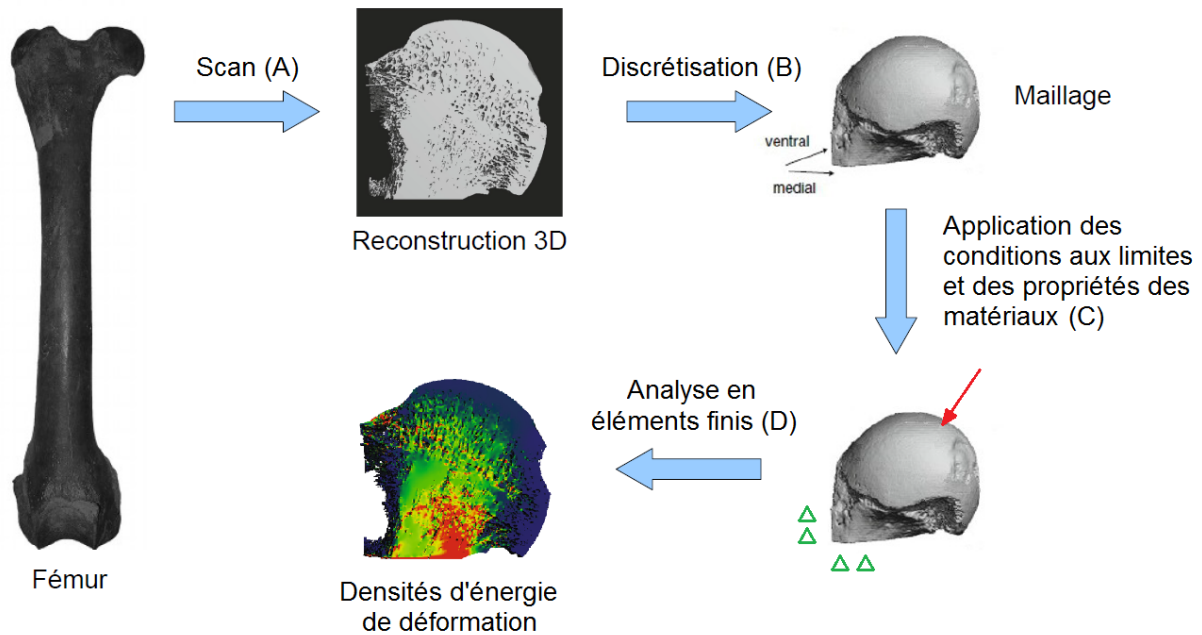 Scan (A)
Reconstruction 3D
Discrétisation (B)
Maillage
ventral
medial
Application des
conditions aux limites
et des propriétés des
matériaux (C)
Analyse en
éléments finis (D)
Densités d'énergie
de déformation
Fémur